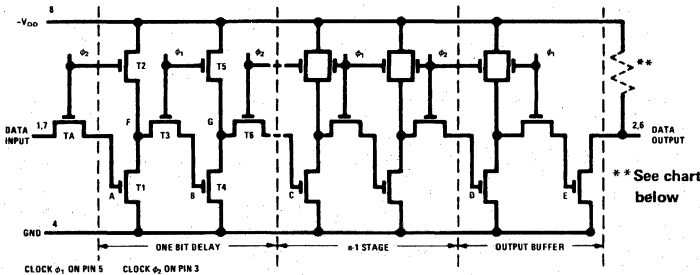 8
-VDD
ϕ2 T2 ϕ1 T5 ϕ2 ϕ1 ϕ2 ϕ1
**
DATA INPUT 1,7 TA F T3 G T6 2,6 DATA OUTPUT
A T1 B T4 C D E
** See chart
below
GND 4
ONE BIT DELAY n-1 STAGE OUTPUT BUFFER
CLOCK ϕ1 ON PIN 5 CLOCK ϕ2 ON PIN 3